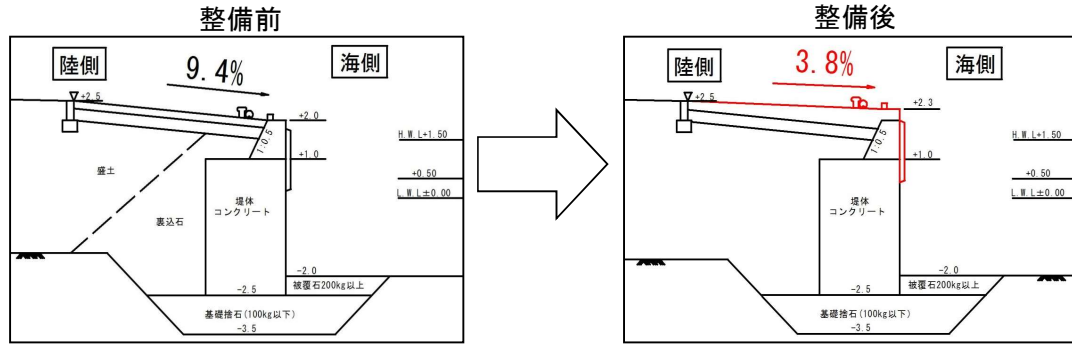 整備前
陸側
海側
9.4%
+2.5
+2.0
1:0.5
H.W.L+1.50
+1.0
+0.50
L.W.L±0.00
盛土
堤体
コンクリート
裏込石
-2.0
被覆石200kg以上
-2.5
基礎捨石(100kg以下)
-3.5
整備後
陸側
海側
3.8%
+2.5
+2.3
1:0.5
H.W.L+1.50
+1.0
+0.50
L.W.L±0.00
堤体
コンクリート
-2.0
被覆石200kg以上
-2.5
基礎捨石(100kg以下)
-3.5